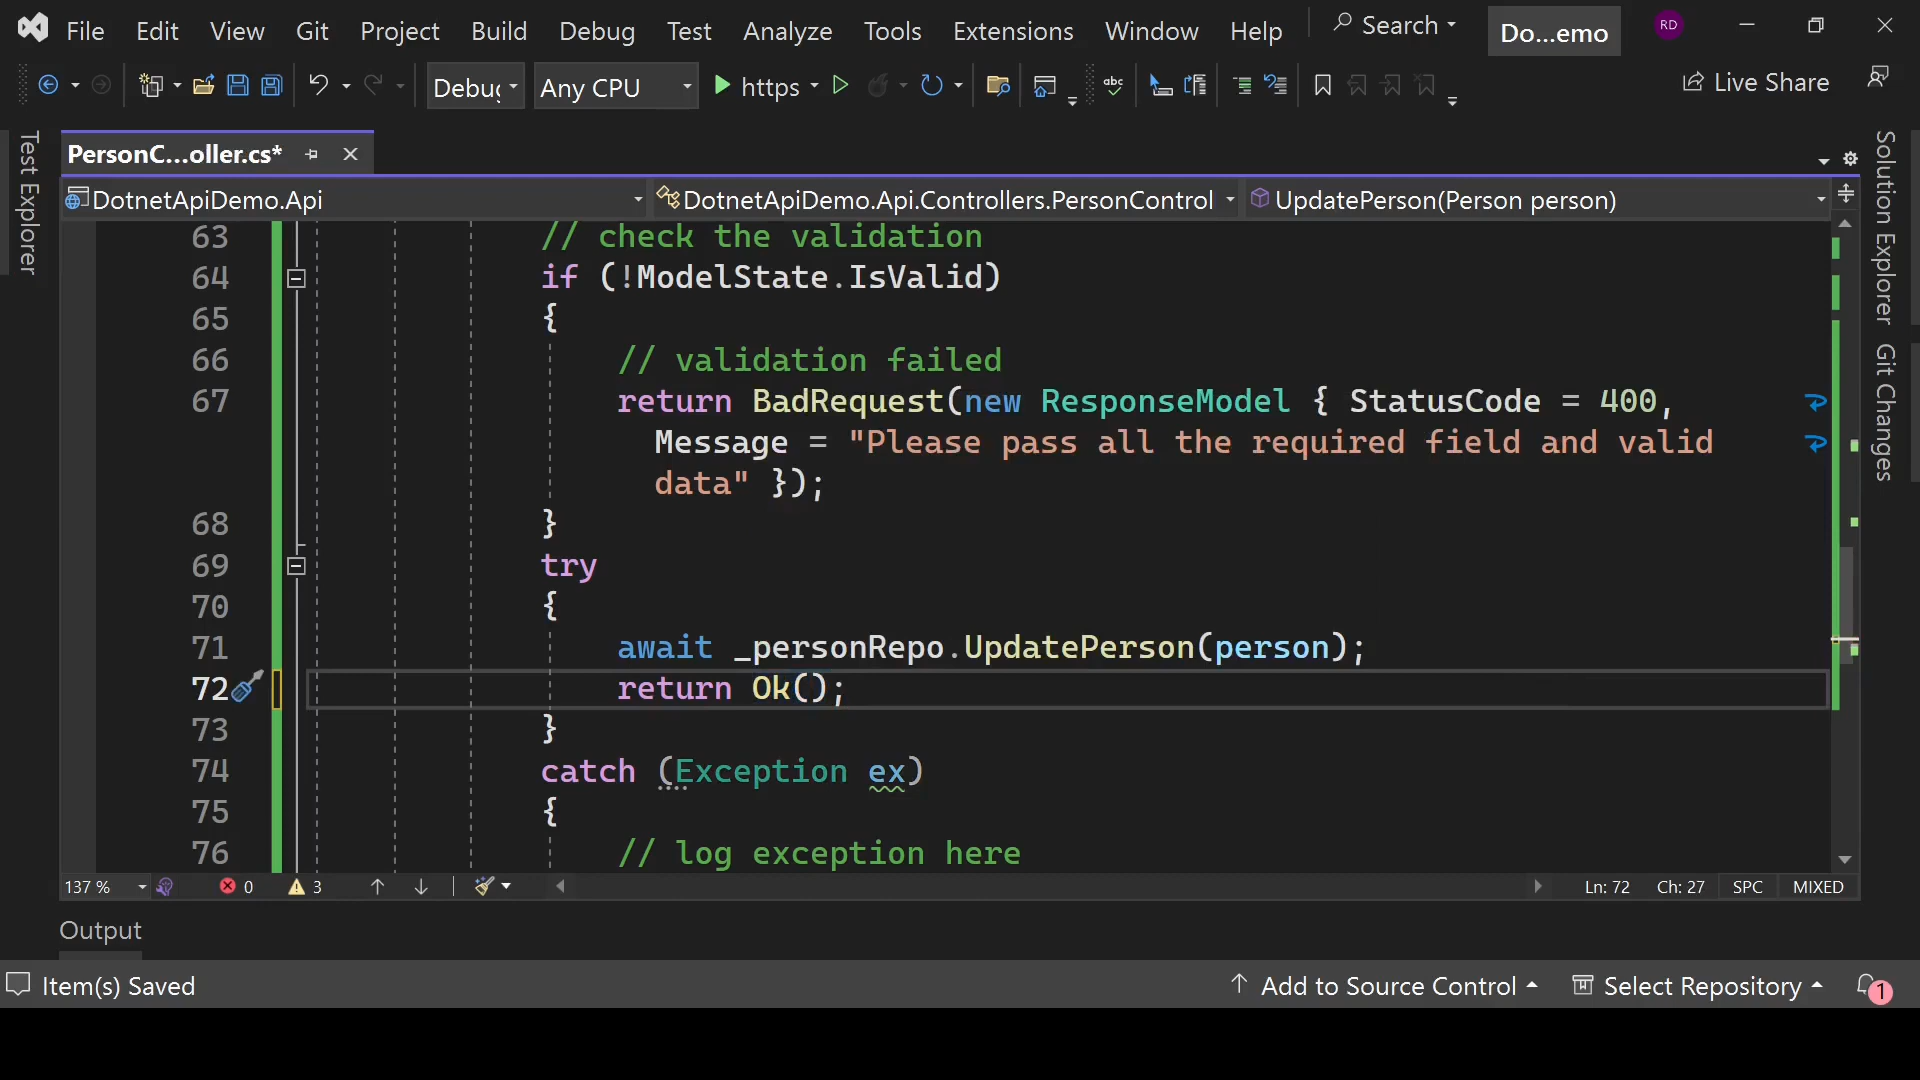 File Edit View Git Project Build Debug Test Analyze Tools Extensions Window Help Search Do...emo RD
Debug Any CPU https Live Share
Test Explorer
PersonC...oller.cs*
DotnetApiDemo.Api DotnetApiDemo.Api.Controllers.PersonControl UpdatePerson(Person person)
63 // check the validation
64 if (!ModelState.IsValid)
65 {
66 // validation failed
67 return BadRequest(new ResponseModel { StatusCode = 400,
Message = "Please pass all the required field and valid
data" });
68 }
69 try
70 {
71 await _personRepo.UpdatePerson(person);
72 return Ok();
73 }
74 catch (Exception ex)
75 {
76 // log exception here
Solution Explorer
Git Changes
137 % 0 3 Ln: 72 Ch: 27 SPC MIXED
Output
Item(s) Saved Add to Source Control Select Repository 1